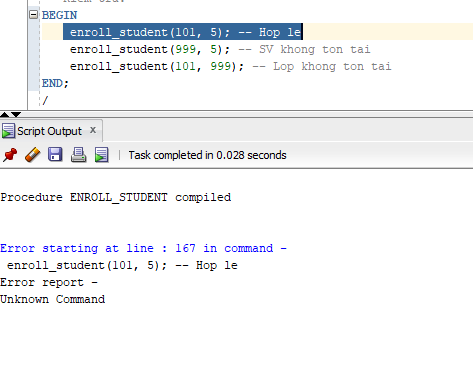 BEGIN
enroll_student(101, 5); -- Hop le
enroll_student(999, 5); -- SV khong ton tai
enroll_student(101, 999); -- Lop khong ton tai
END;
/
Script Output x
Task completed in 0.028 seconds
Procedure ENROLL_STUDENT compiled
Error starting at line : 167 in command -
enroll_student(101, 5); -- Hop le
Error report -
Unknown Command